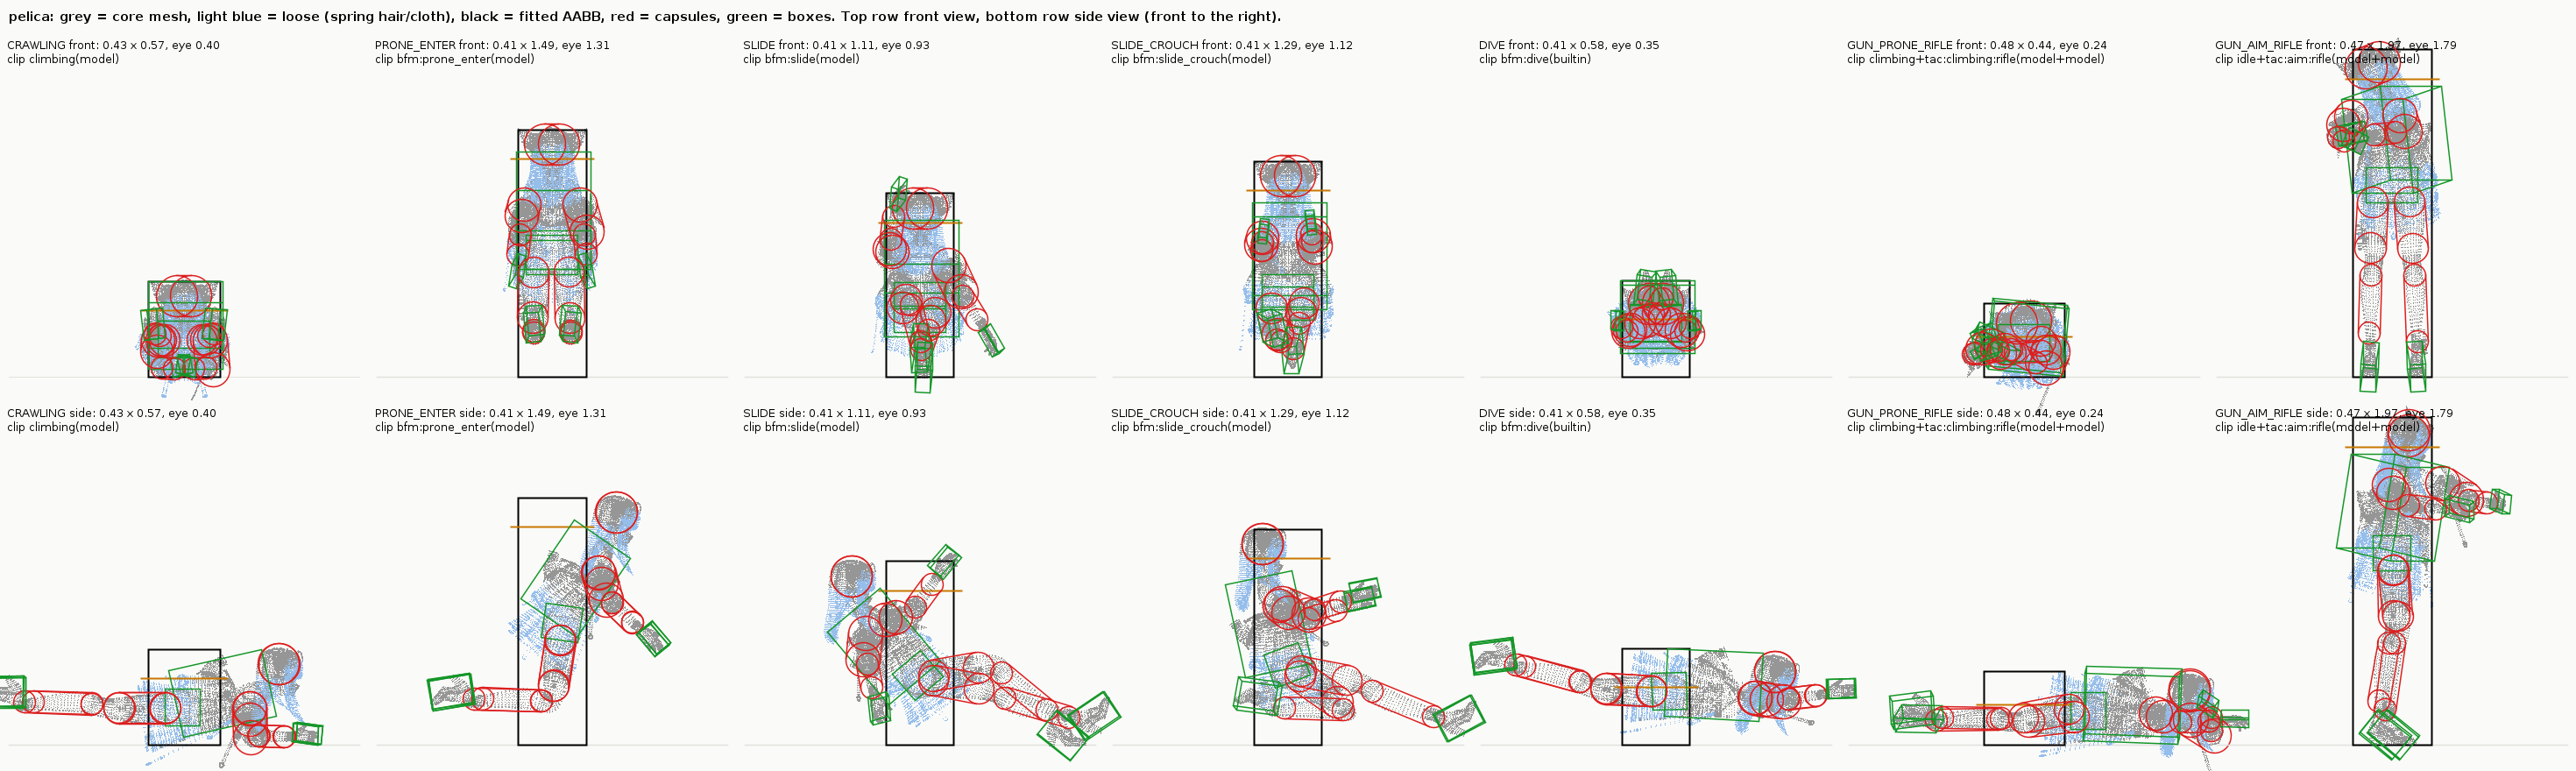 pelica: grey = core mesh, light blue = loose (spring hair/cloth), black = fitted AABB, red = capsules, green = boxes. Top row front view, bottom row side view (front to the right).
CRAWLING front: 0.43 x 0.57, eye 0.40
clip climbing(model)
PRONE_ENTER front: 0.41 x 1.49, eye 1.31
clip bfm:prone_enter(model)
SLIDE front: 0.41 x 1.11, eye 0.93
clip bfm:slide(model)
SLIDE_CROUCH front: 0.41 x 1.29, eye 1.12
clip bfm:slide_crouch(model)
DIVE front: 0.41 x 0.58, eye 0.35
clip bfm:dive(builtin)
GUN_PRONE_RIFLE front: 0.48 x 0.44, eye 0.24
clip climbing+tac:climbing:rifle(model+model)
GUN_AIM_RIFLE front: 0.47 x 1.97, eye 1.79
clip idle+tac:aim:rifle(model+model)
CRAWLING side: 0.43 x 0.57, eye 0.40
clip climbing(model)
PRONE_ENTER side: 0.41 x 1.49, eye 1.31
clip bfm:prone_enter(model)
SLIDE side: 0.41 x 1.11, eye 0.93
clip bfm:slide(model)
SLIDE_CROUCH side: 0.41 x 1.29, eye 1.12
clip bfm:slide_crouch(model)
DIVE side: 0.41 x 0.58, eye 0.35
clip bfm:dive(builtin)
GUN_PRONE_RIFLE side: 0.48 x 0.44, eye 0.24
clip climbing+tac:climbing:rifle(model+model)
GUN_AIM_RIFLE side: 0.47 x 1.97, eye 1.79
clip idle+tac:aim:rifle(model+model)